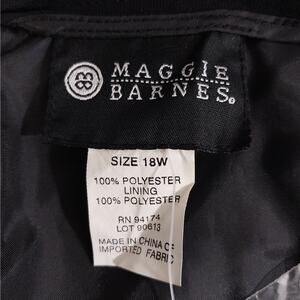 MAGGIE
BARNES®
SIZE 18W
100% POLYESTER
LINING
100% POLYESTER
RN 94174
LOT 90613
MADE IN CHINA OF
IMPORTED FABRIC